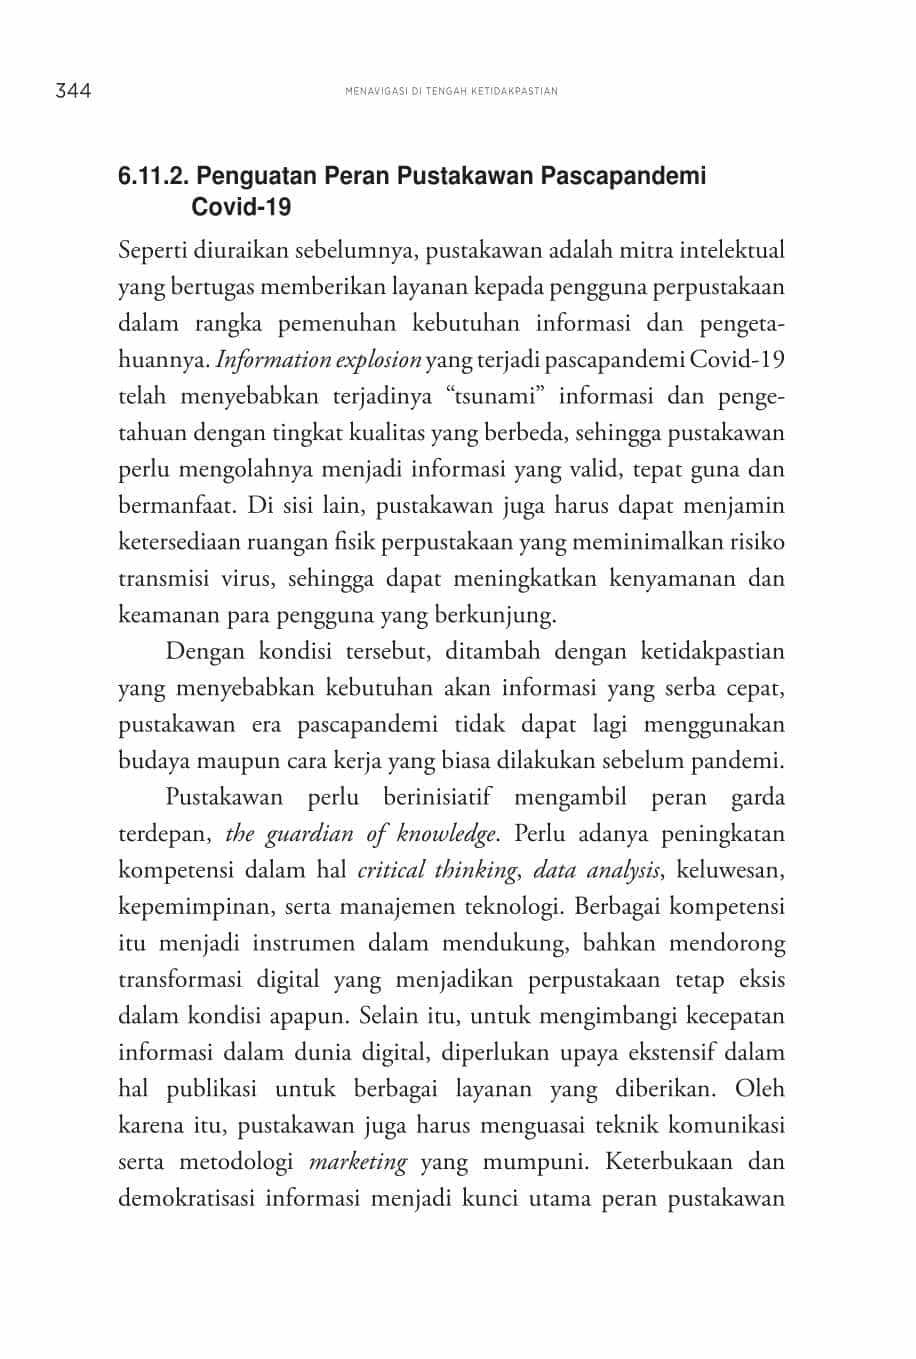 344
MENAVIGASI DI TENGAH KETIDAKPASTIAN
6.11.2. Penguatan Peran Pustakawan Pascapandemi
Covid-19
Seperti diuraikan sebelumnya, pustakawan adalah mitra intelektual
yang bertugas memberikan layanan kepada pengguna perpustakaan
dalam rangka pemenuhan kebutuhan informasi dan pengeta-
huannya. Information explosion yang terjadi pascapandemi Covid-19
telah menyebabkan terjadinya “tsunami” informasi dan penge-
tahuan dengan tingkat kualitas yang berbeda, sehingga pustakawan
perlu mengolahnya menjadi informasi yang valid, tepat guna dan
bermanfaat. Di sisi lain, pustakawan juga harus dapat menjamin
ketersediaan ruangan fisik perpustakaan yang meminimalkan risiko
transmisi virus, sehingga dapat meningkatkan kenyamanan dan
keamanan para pengguna yang berkunjung.
Dengan kondisi tersebut, ditambah dengan ketidakpastian
yang menyebabkan kebutuhan akan informasi yang serba cepat,
pustakawan era pascapandemi tidak dapat lagi menggunakan
budaya maupun cara kerja yang biasa dilakukan sebelum pandemi.
Pustakawan perlu berinisiatif mengambil peran garda
terdepan, the guardian of knowledge. Perlu adanya peningkatan
kompetensi dalam hal critical thinking, data analysis, keluwesan,
kepemimpinan, serta manajemen teknologi. Berbagai kompetensi
itu menjadi instrumen dalam mendukung, bahkan mendorong
transformasi digital yang menjadikan perpustakaan tetap eksis
dalam kondisi apapun. Selain itu, untuk mengimbangi kecepatan
informasi dalam dunia digital, diperlukan upaya ekstensif dalam
hal publikasi untuk berbagai layanan yang diberikan. Oleh
karena itu, pustakawan juga harus menguasai teknik komunikasi
serta metodologi marketing yang mumpuni. Keterbukaan dan
demokratisasi informasi menjadi kunci utama peran pustakawan